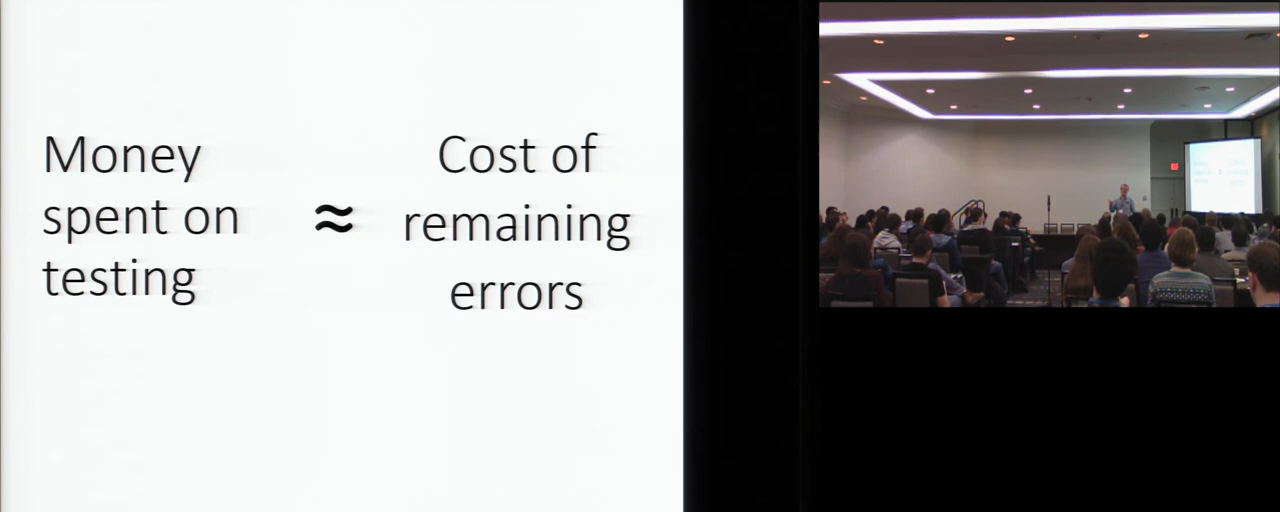 Money
spent on
testing
≈
Cost of
remaining
errors